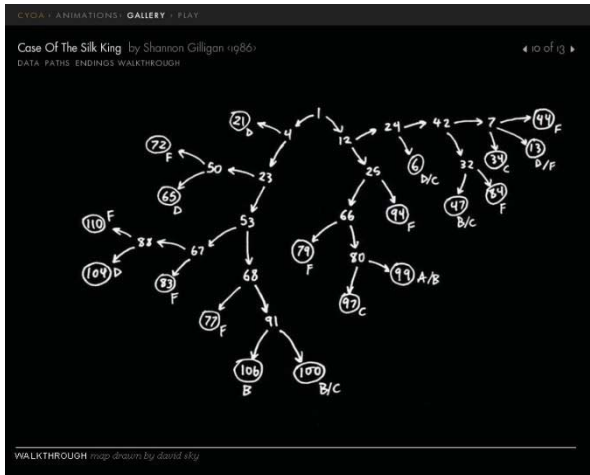 CYOA › ANIMATIONS › GALLERY › PLAY
Case Of The Silk King by Shannon Gilligan ‹1986›
10 of 13
DATA PATHS ENDINGS WALKTHROUGH
1
21 D
4
12
24
42
7
44 F
72 F
50
23
25
6 D/C
32
34 C
13 D/F
65 D
53
66
94 F
47 B/C
84 F
110 F
88
67
79 F
80
104 D
83 F
68
97 C
99 A/B
77 F
91
106 B
100 B/C
WALKTHROUGH map drawn by david sky